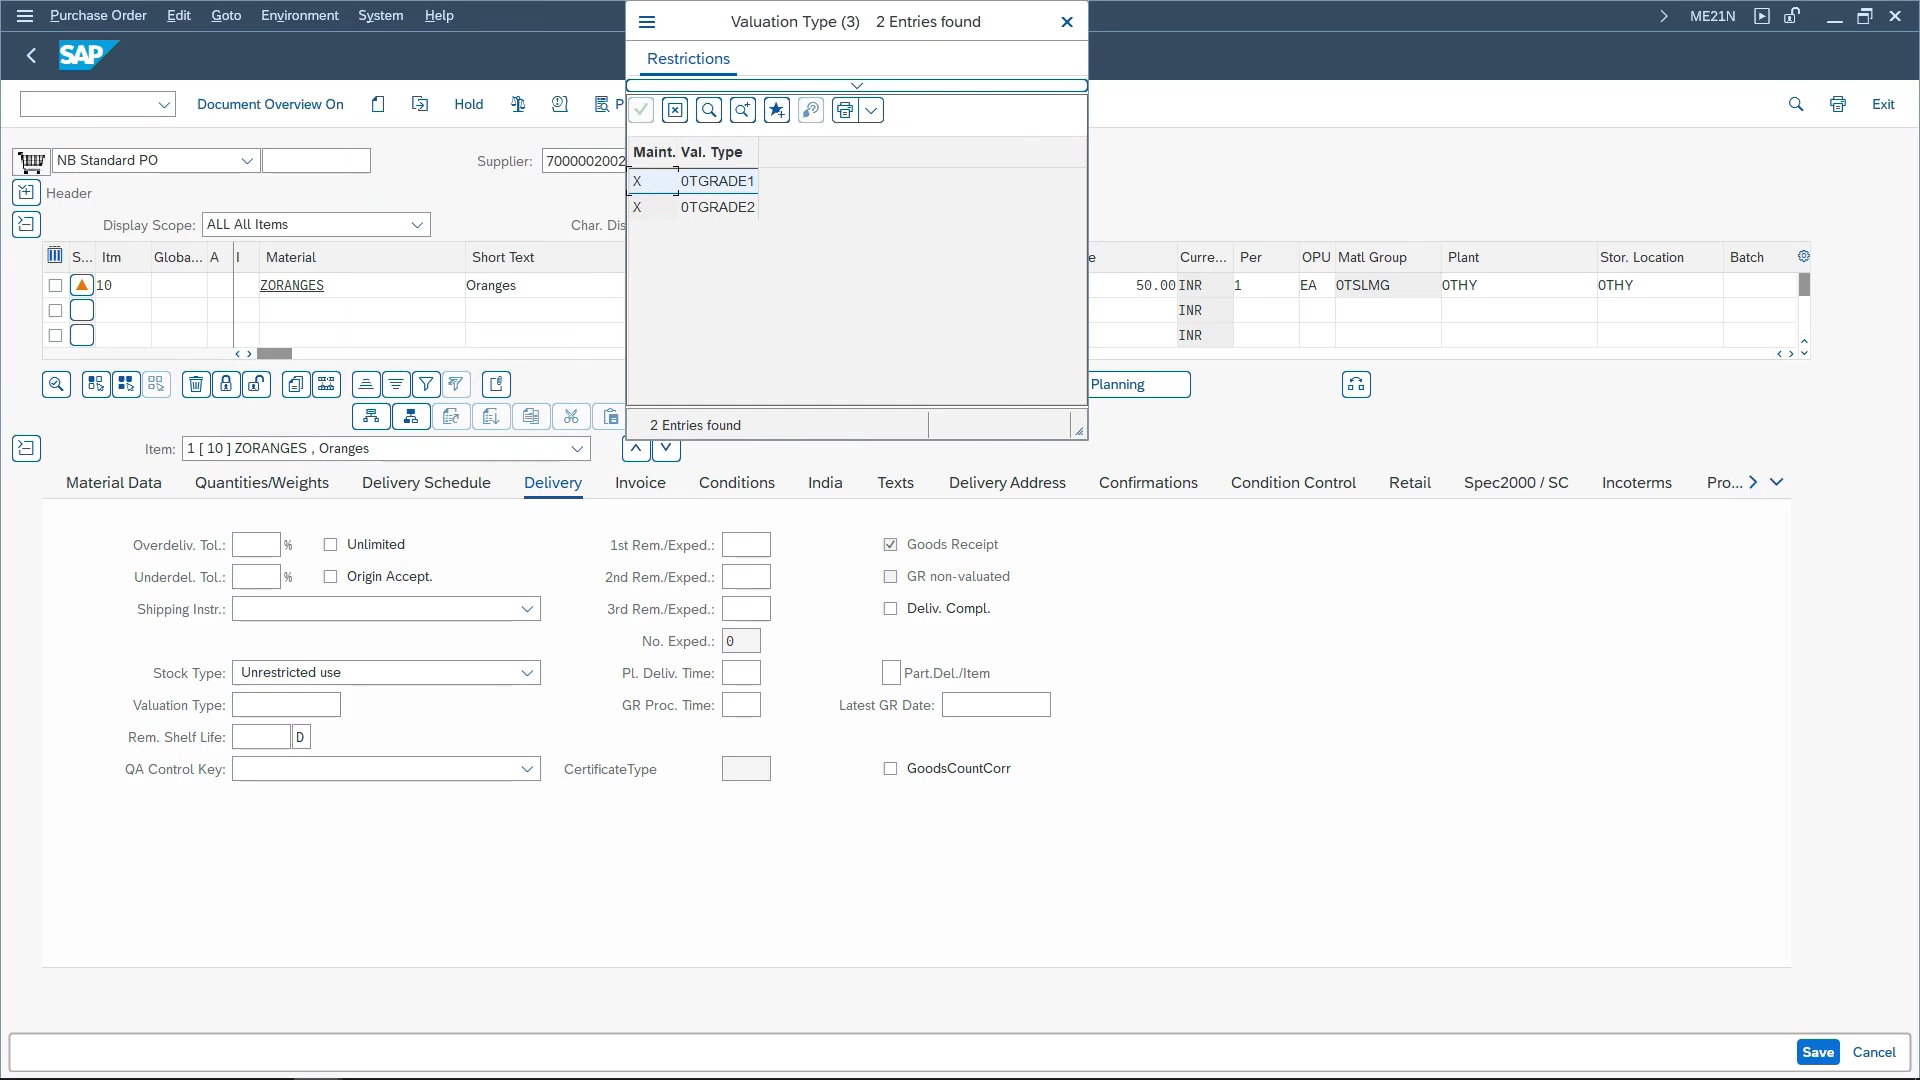 Purchase Order Edit Goto Environment System Help
ME21N
SAP
Document Overview On
Hold
P
Exit
Valuation Type (3) 2 Entries found
Restrictions
Maint. Val. Type
X 0TGRADE1
X 0TGRADE2
2 Entries found
NB Standard PO
Supplier: 7000002002
Header
Display Scope: ALL All Items
Char. Dis
S... Itm Globa... A I Material Short Text e Curre... Per OPU Matl Group Plant Stor. Location Batch
10 ZORANGES Oranges 50.00 INR 1 EA 0TSLMG 0THY 0THY
INR
INR
Planning
Item: 1 [ 10 ] ZORANGES , Oranges
Material Data Quantities/Weights Delivery Schedule Delivery Invoice Conditions India Texts Delivery Address Confirmations Condition Control Retail Spec2000 / SC Incoterms Pro...
Overdeliv. Tol.: % Unlimited 1st Rem./Exped.: Goods Receipt
Underdel. Tol.: % Origin Accept. 2nd Rem./Exped.: GR non-valuated
Shipping Instr.: 3rd Rem./Exped.: Deliv. Compl.
No. Exped.: 0
Stock Type: Unrestricted use Pl. Deliv. Time: Part.Del./Item
Valuation Type: GR Proc. Time: Latest GR Date:
Rem. Shelf Life: D
QA Control Key: CertificateType GoodsCountCorr
Save Cancel